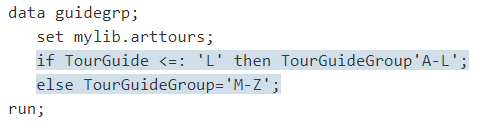 data guidegrp;
set mylib.arttours;
if TourGuide <=: 'L' then TourGuideGroup'A-L';
else TourGuideGroup='M-Z';
run;